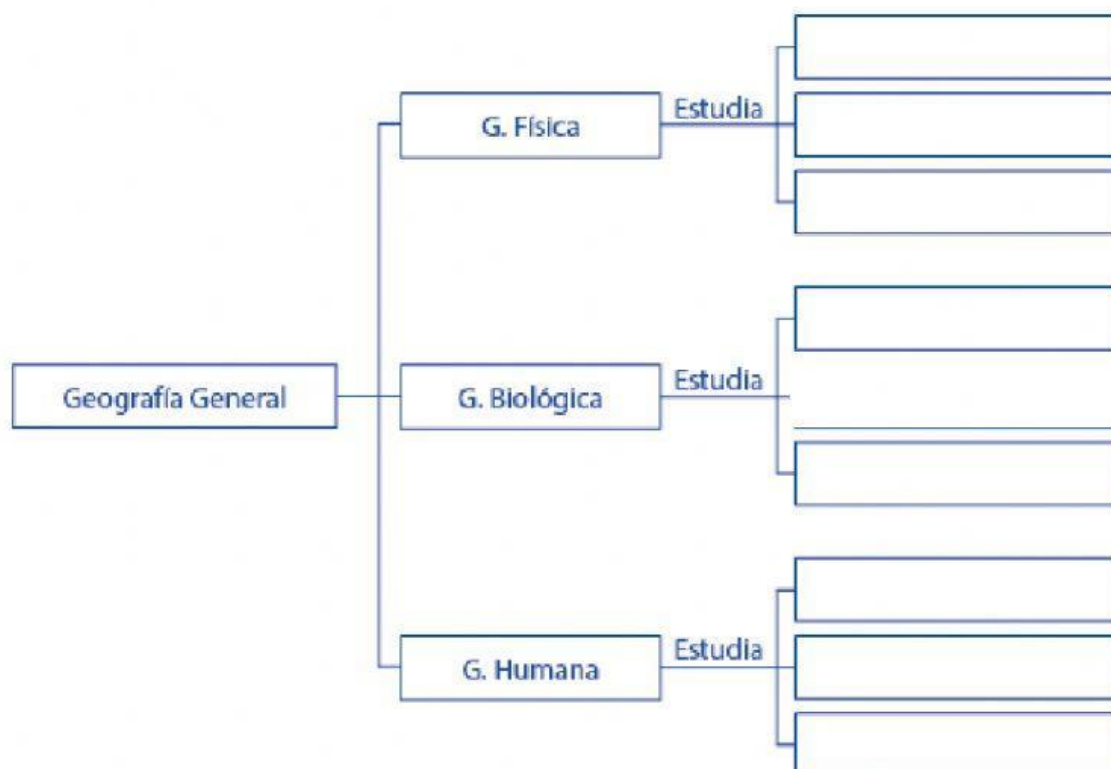 G. Física
Estudia
Geografía General
G. Biológica
Estudia
G. Humana
Estudia